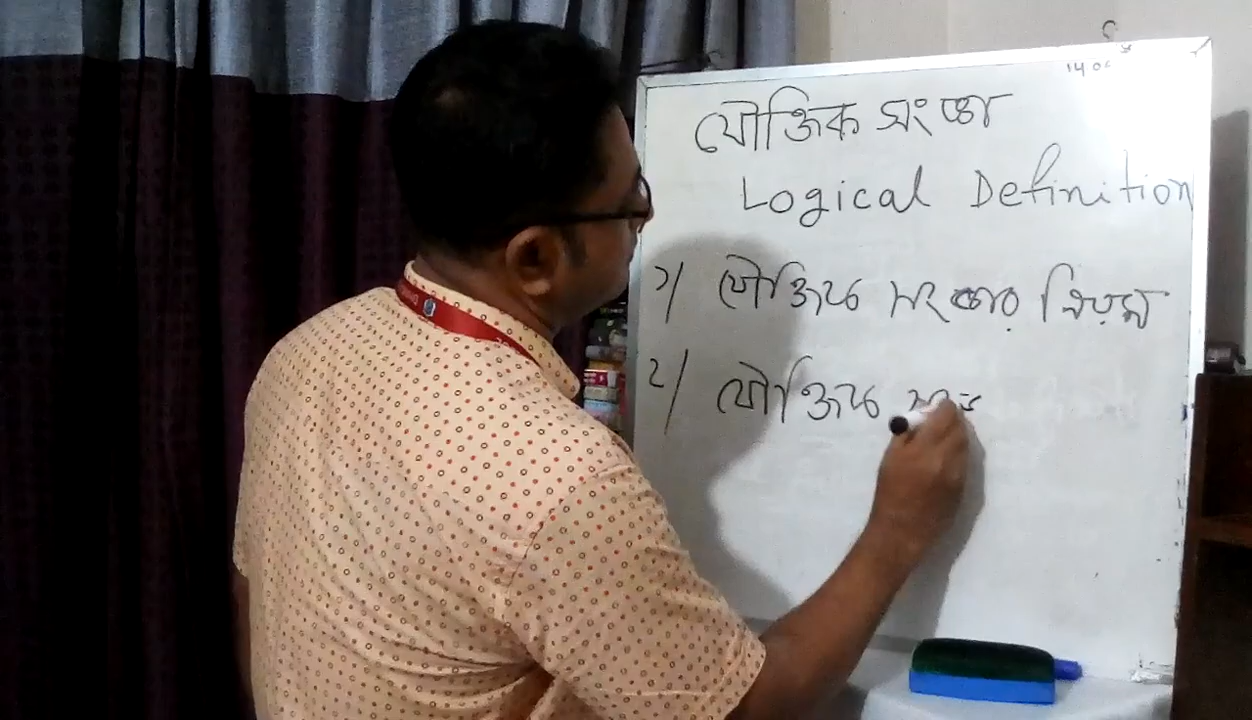 যৌক্তিক সংজ্ঞা
Logical Definition
১/ যৌক্তিক সংজ্ঞার
২/ যৌক্তিক